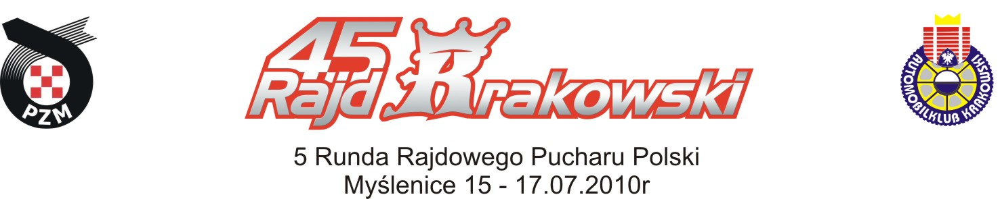 PZM
45
Rajd Krakowski
AUTOMOBILKLUB KRAKOWSKI
5 Runda Rajdowego Pucharu Polski
Myślenice 15 - 17.07.2010r